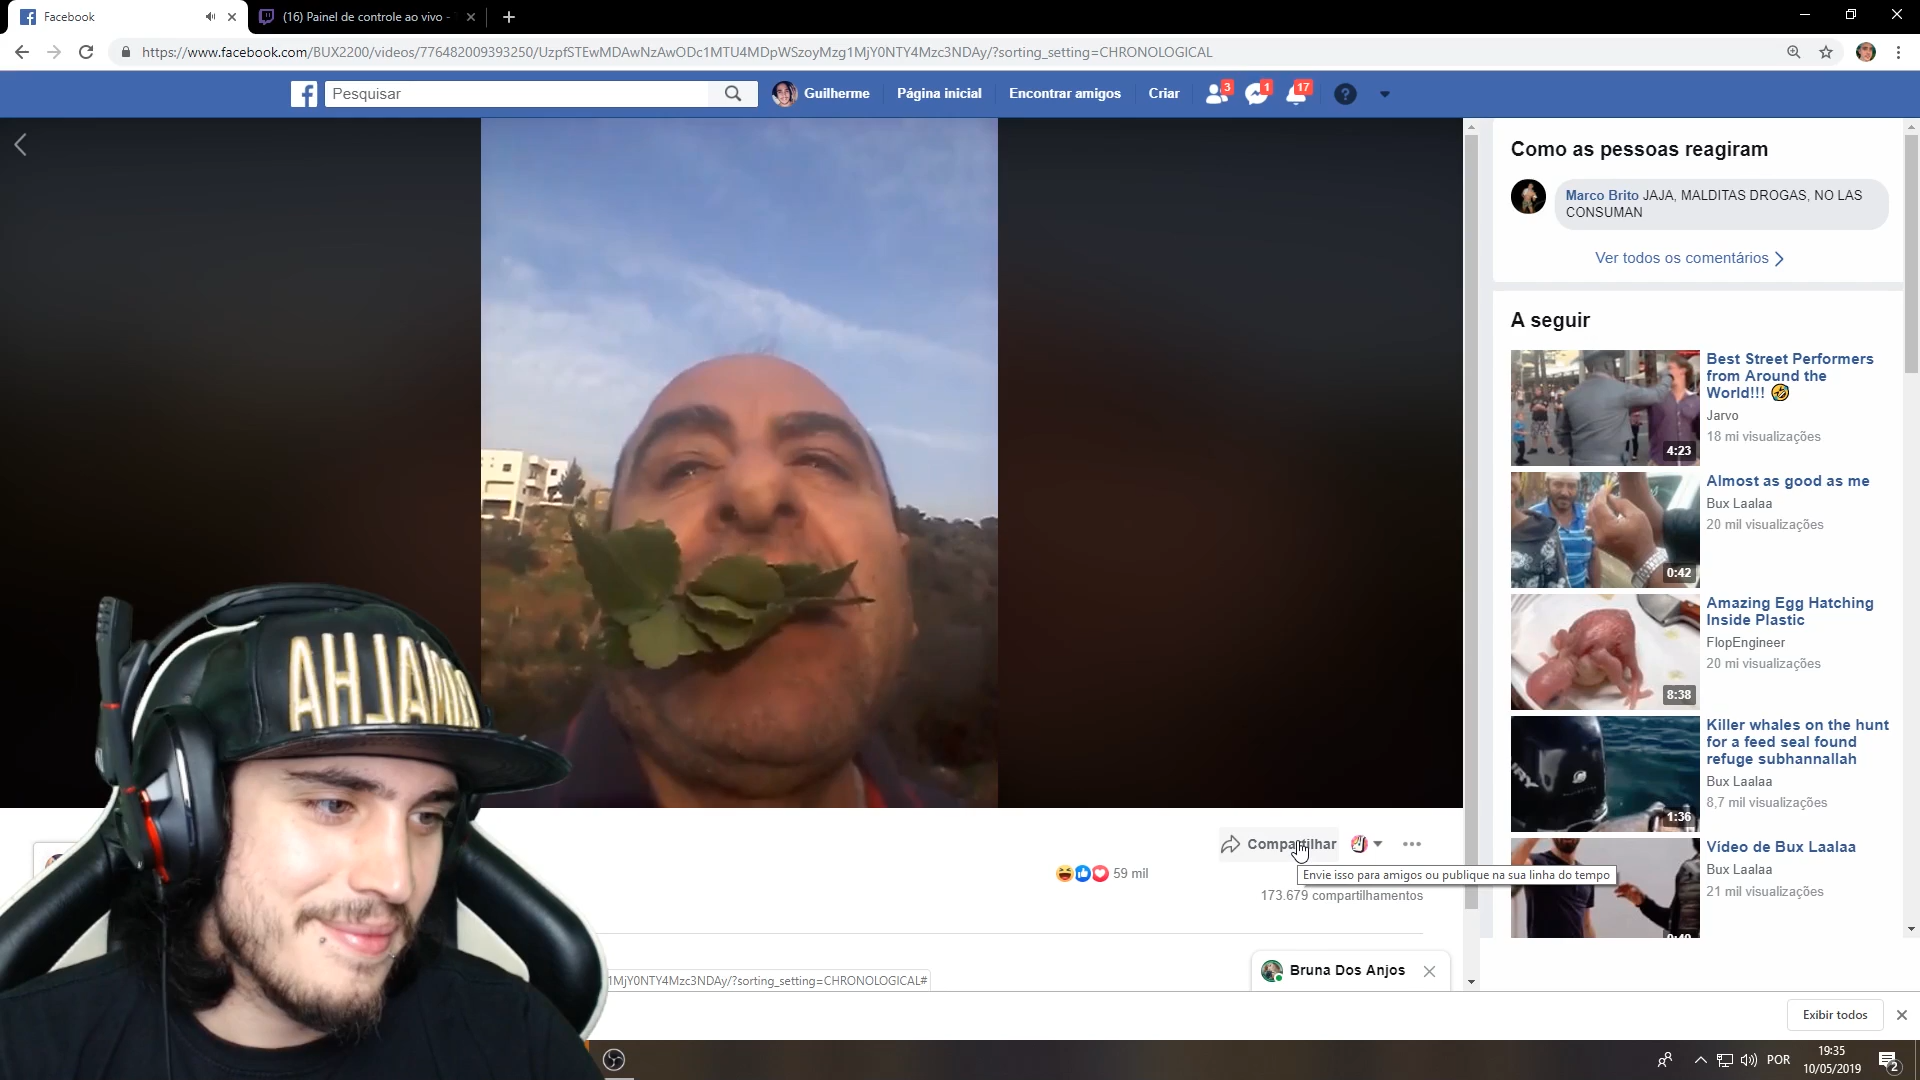 Facebook
(16) Painel de controle ao vivo -
https://www.facebook.com/BUX2200/videos/776482009393250/UzpfSTEwMDAwNzAwODc1MTU4MDpWSzoyMzg1MjY0NTY4Mzc3NDAy/?sorting_setting=CHRONOLOGICAL
Pesquisar
Guilherme
Página inicial
Encontrar amigos
Criar
3
1
17
Como as pessoas reagiram
Marco Brito JAJA, MALDITAS DROGAS, NO LAS
CONSUMAN
Ver todos os comentários
A seguir
Best Street Performers
from Around the
World!!!
Jarvo
18 mi visualizações
4:23
Almost as good as me
Bux Laalaa
20 mil visualizações
0:42
Amazing Egg Hatching
Inside Plastic
FlopEngineer
20 mi visualizações
8:38
Killer whales on the hunt
for a feed seal found
refuge subhannallah
Bux Laalaa
8,7 mil visualizações
1:36
Vídeo de Bux Laalaa
Bux Laalaa
21 mil visualizações
Compartilhar
Envie isso para amigos ou publique na sua linha do tempo
59 mil
173.679 compartilhamentos
Bruna Dos Anjos
1MjY0NTY4Mzc3NDAy/?sorting_setting=CHRONOLOGICAL#
Exibir todos
POR
19:35
10/05/2019
2